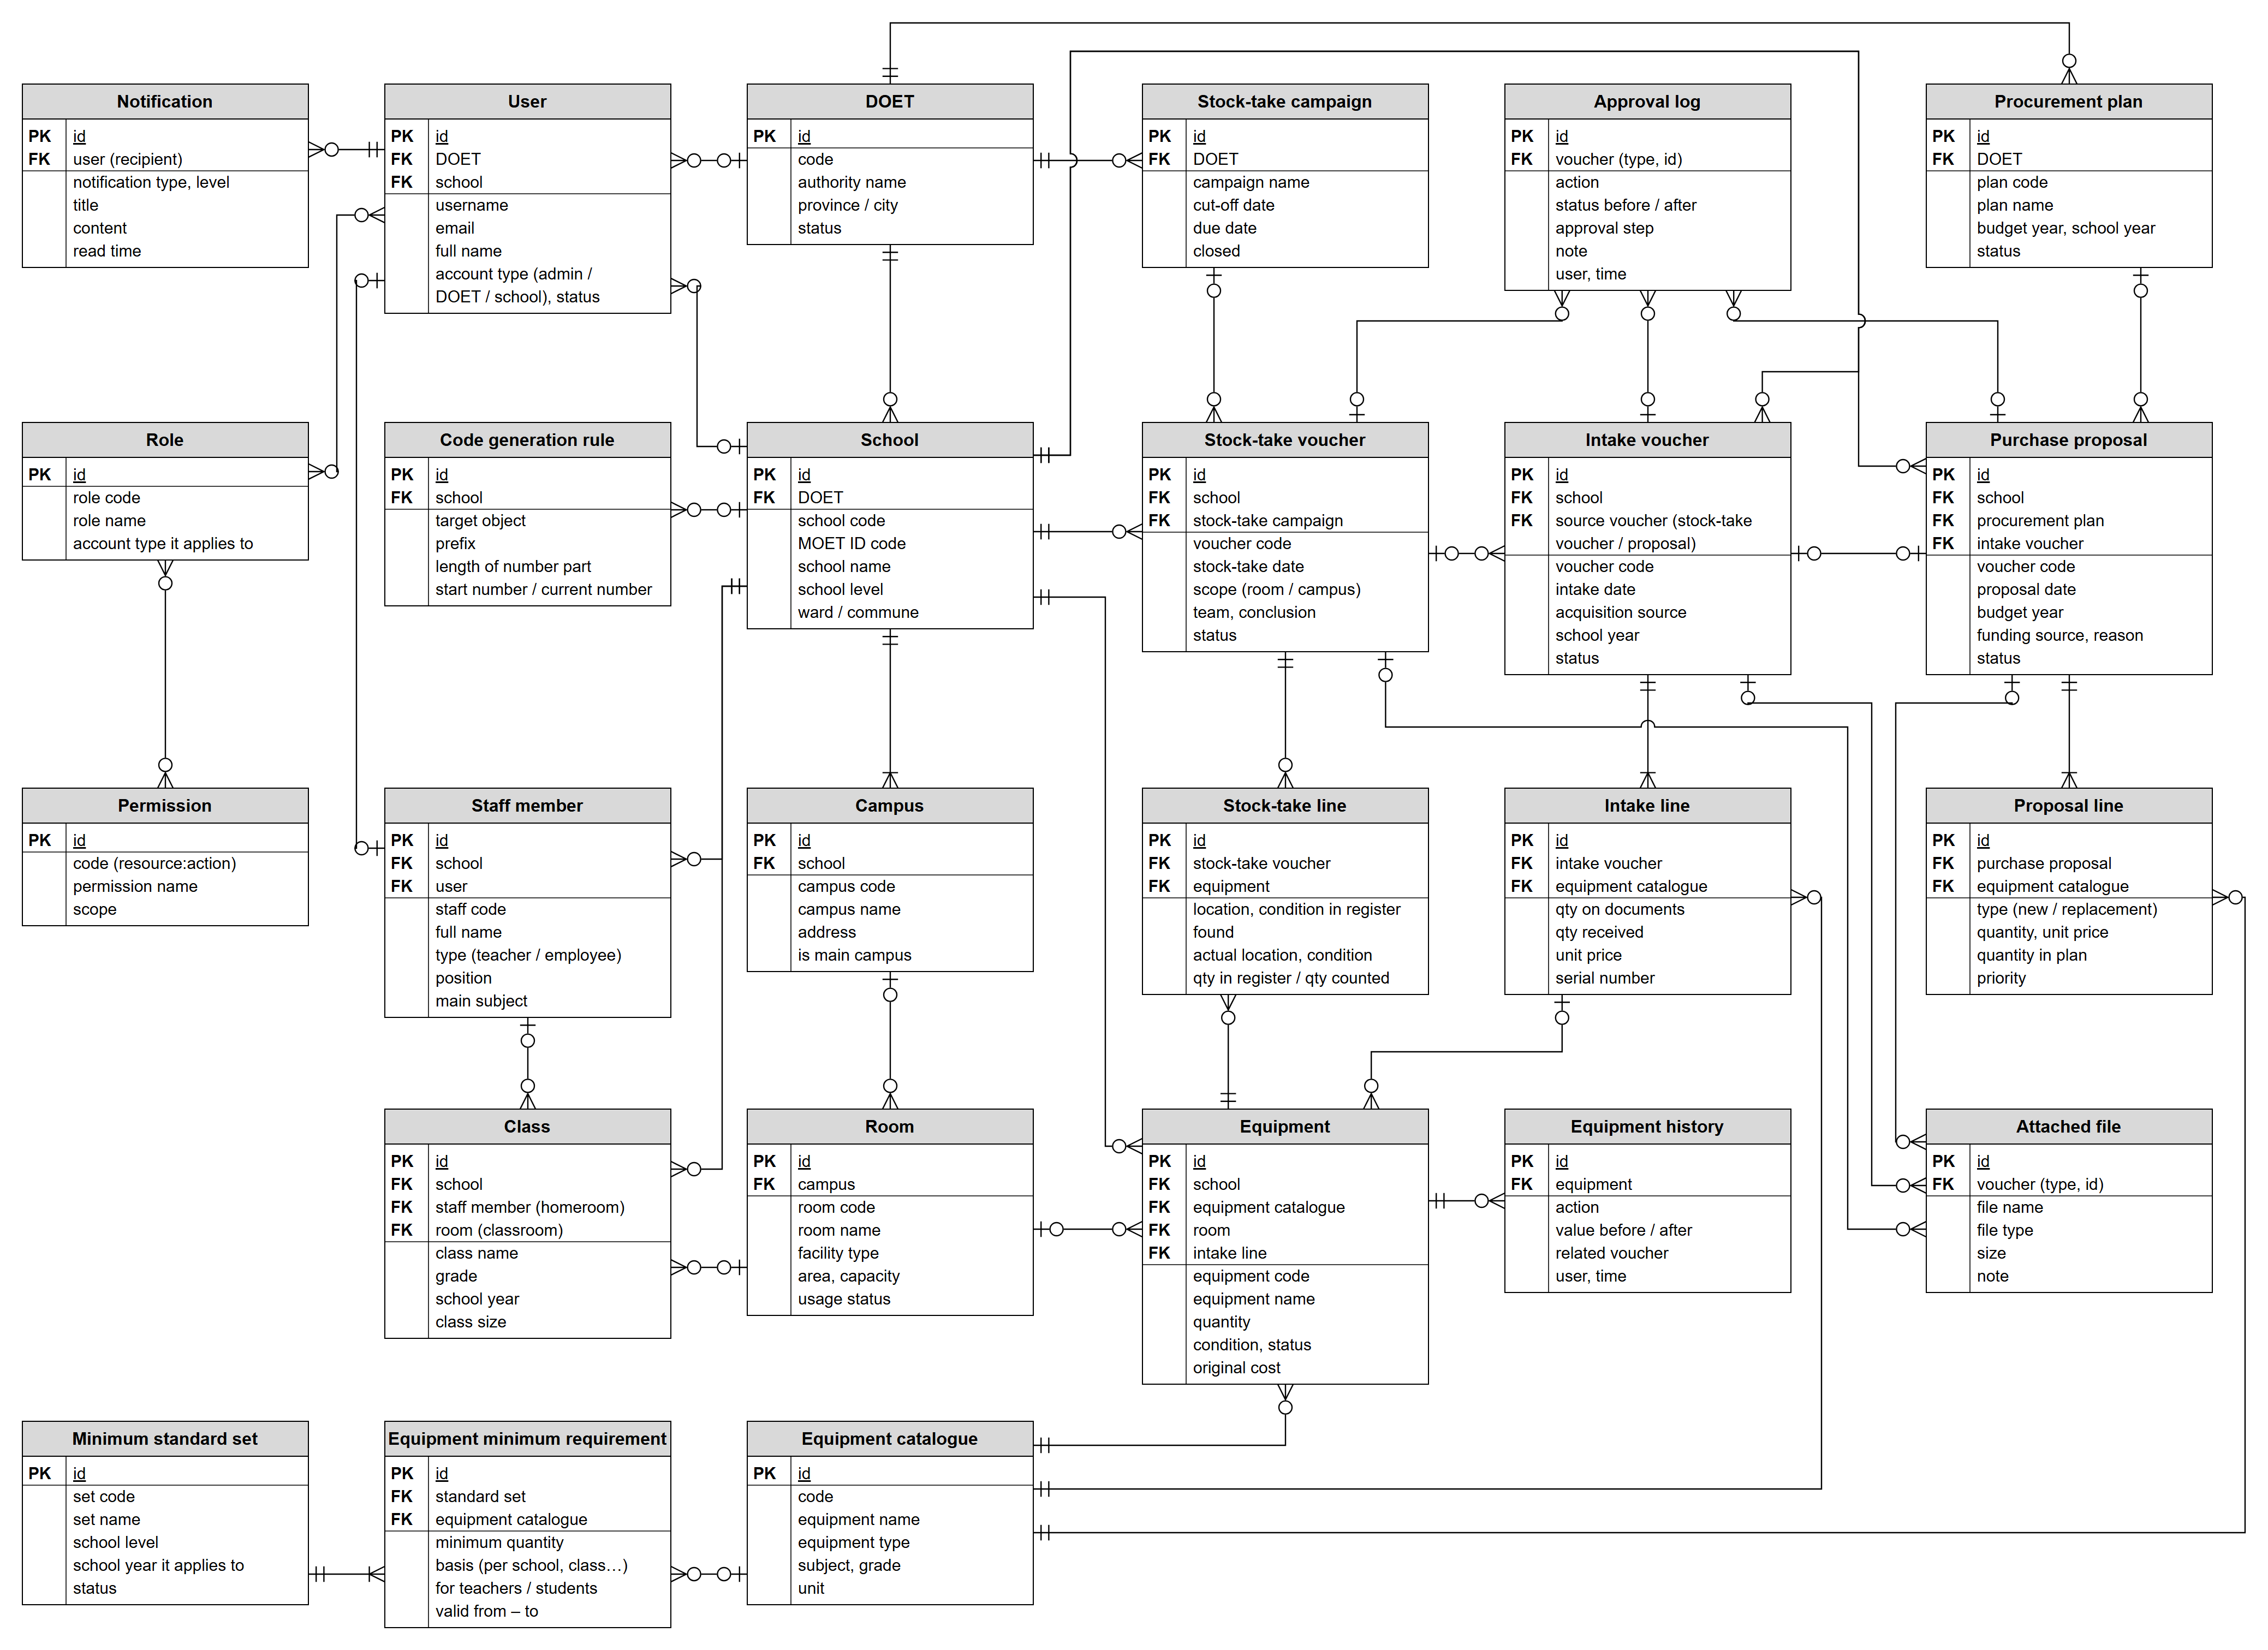 Notification
PK id
FK user (recipient)
notification type, level
title
content
read time
User
PK id
FK DOET
FK school
username
email
full name
account type (admin /
DOET / school), status
DOET
PK id
code
authority name
province / city
status
Stock-take campaign
PK id
FK DOET
campaign name
cut-off date
due date
closed
Approval log
PK id
FK voucher (type, id)
action
status before / after
approval step
note
user, time
Procurement plan
PK id
FK DOET
plan code
plan name
budget year, school year
status
Role
PK id
role code
role name
account type it applies to
Code generation rule
PK id
FK school
target object
prefix
length of number part
start number / current number
School
PK id
FK DOET
school code
MOET ID code
school name
school level
ward / commune
Stock-take voucher
PK id
FK school
FK stock-take campaign
voucher code
stock-take date
scope (room / campus)
team, conclusion
status
Intake voucher
PK id
FK school
FK source voucher (stock-take
voucher / proposal)
voucher code
intake date
acquisition source
school year
status
Purchase proposal
PK id
FK school
FK procurement plan
FK intake voucher
voucher code
proposal date
budget year
funding source, reason
status
Permission
PK id
code (resource:action)
permission name
scope
Staff member
PK id
FK school
FK user
staff code
full name
type (teacher / employee)
position
main subject
Campus
PK id
FK school
campus code
campus name
address
is main campus
Stock-take line
PK id
FK stock-take voucher
FK equipment
location, condition in register
found
actual location, condition
qty in register / qty counted
Intake line
PK id
FK intake voucher
FK equipment catalogue
qty on documents
qty received
unit price
serial number
Proposal line
PK id
FK purchase proposal
FK equipment catalogue
type (new / replacement)
quantity, unit price
quantity in plan
priority
Class
PK id
FK school
FK staff member (homeroom)
FK room (classroom)
class name
grade
school year
class size
Room
PK id
FK campus
room code
room name
facility type
area, capacity
usage status
Equipment
PK id
FK school
FK equipment catalogue
FK room
FK intake line
equipment code
equipment name
quantity
condition, status
original cost
Equipment history
PK id
FK equipment
action
value before / after
related voucher
user, time
Attached file
PK id
FK voucher (type, id)
file name
file type
size
note
Minimum standard set
PK id
set code
set name
school level
school year it applies to
status
Equipment minimum requirement
PK id
FK standard set
FK equipment catalogue
minimum quantity
basis (per school, class…)
for teachers / students
valid from – to
Equipment catalogue
PK id
code
equipment name
equipment type
subject, grade
unit